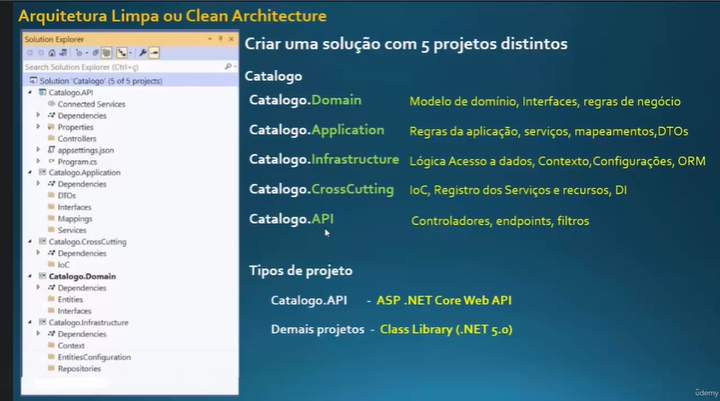 Arquitetura Limpa ou Clean Architecture
Solution Explorer
Search Solution Explorer (Ctrl+ç)
Solution 'Catalogo' (5 of 5 projects)
Catalogo.API
Connected Services
Dependencies
Properties
Controllers
appsettings.json
Program.cs
Catalogo.Application
Dependencies
DTOs
Interfaces
Mappings
Services
Catalogo.CrossCutting
Dependencies
IoC
Catalogo.Domain
Dependencies
Entities
Interfaces
Catalogo.Infrastructure
Dependencies
Context
EntitiesConfiguration
Repositories
Criar uma solução com 5 projetos distintos
Catalogo
Catalogo.Domain Modelo de domínio, Interfaces, regras de negócio
Catalogo.Application Regras da aplicação, serviços, mapeamentos,DTOs
Catalogo.Infrastructure Lógica Acesso a dados, Contexto,Configurações, ORM
Catalogo.CrossCutting IoC, Registro dos Serviços e recursos, DI
Catalogo.API Controladores, endpoints, filtros
Tipos de projeto
Catalogo.API - ASP .NET Core Web API
Demais projetos - Class Library (.NET 5.0)
udemy